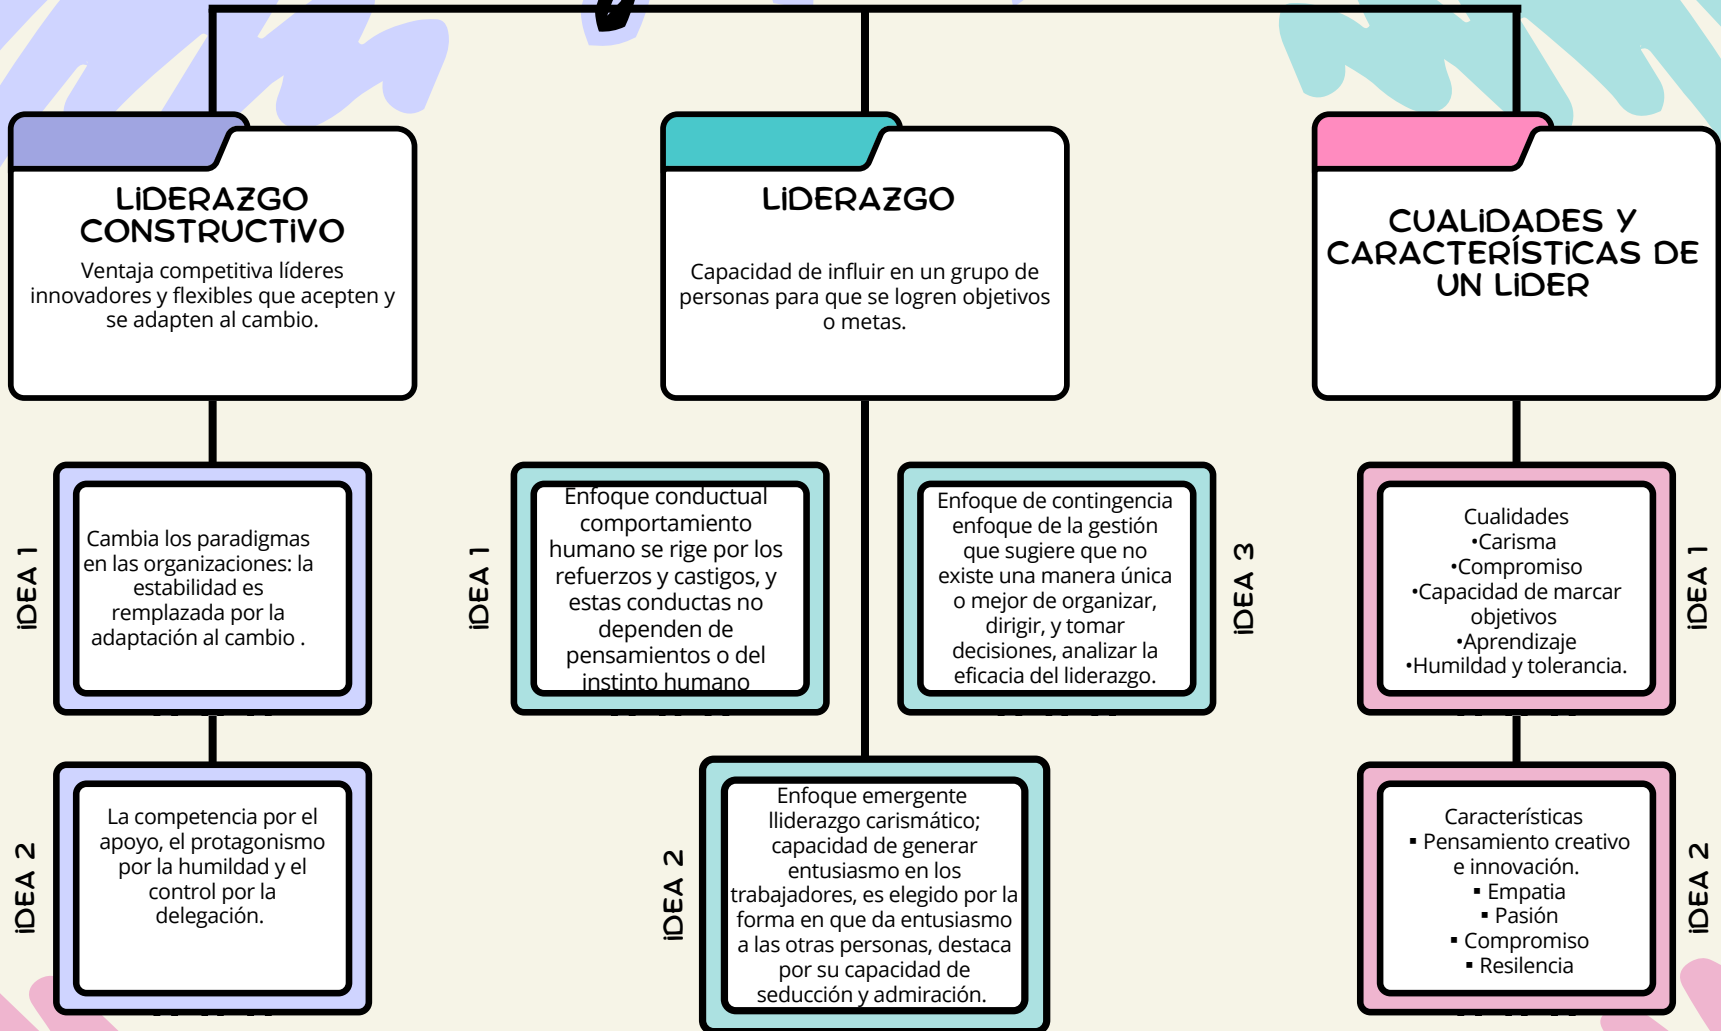 LiDERAZGO
CONSTRUCTiVO
Ventaja competitiva líderes
innovadores y flexibles que acepten y
se adapten al cambio.
LiDERAZGO
Capacidad de influir en un grupo de
personas para que se logren objetivos
o metas.
CUALiDADES Y
CARACTERÍSTiCAS DE
UN LiDER
iDEA 1
Cambia los paradigmas
en las organizaciones: la
estabilidad es
remplazada por la
adaptación al cambio .
iDEA 2
La competencia por el
apoyo, el protagonismo
por la humildad y el
control por la
delegación.
iDEA 1
Enfoque conductual
comportamiento
humano se rige por los
refuerzos y castigos, y
estas conductas no
dependen de
pensamientos o del
instinto humano
iDEA 2
Enfoque emergente
lliderazgo carismático;
capacidad de generar
entusiasmo en los
trabajadores, es elegido por la
forma en que da entusiasmo
a las otras personas, destaca
por su capacidad de
seducción y admiración.
Enfoque de contingencia
enfoque de la gestión
que sugiere que no
existe una manera única
o mejor de organizar,
dirigir, y tomar
decisiones, analizar la
eficacia del liderazgo.
iDEA 3
Cualidades
•Carisma
•Compromiso
•Capacidad de marcar
objetivos
•Aprendizaje
•Humildad y tolerancia.
iDEA 1
Características
▪ Pensamiento creativo
e innovación.
▪ Empatia
▪ Pasión
▪ Compromiso
▪ Resilencia
iDEA 2